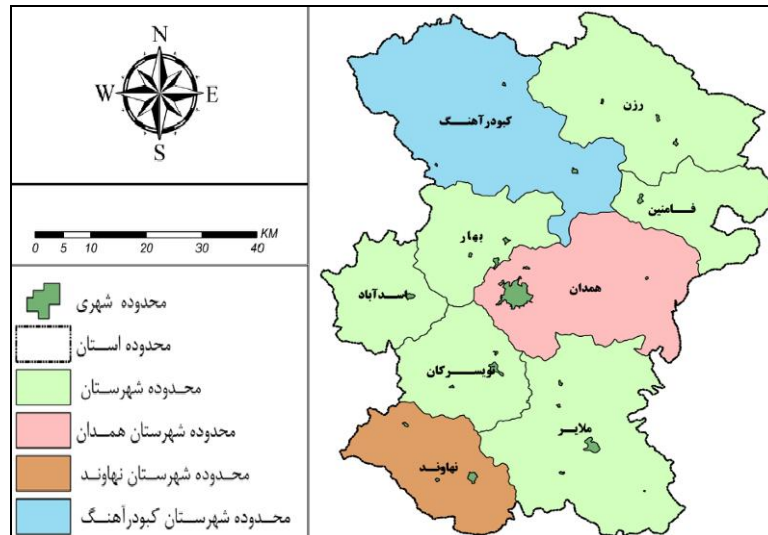 N
W E
S
KM
0 5 10 20 30 40
محدوده شهری
محدوده استان
محدوده شهرستان
محدوده شهرستان همدان
محدوده شهرستان نهاوند
محدوده شهرستان کبودرآهنگ
رزن
کبودرآهنگ
فامنین
بهار
همدان
اسدآباد
تویسرکان
ملایر
نهاوند